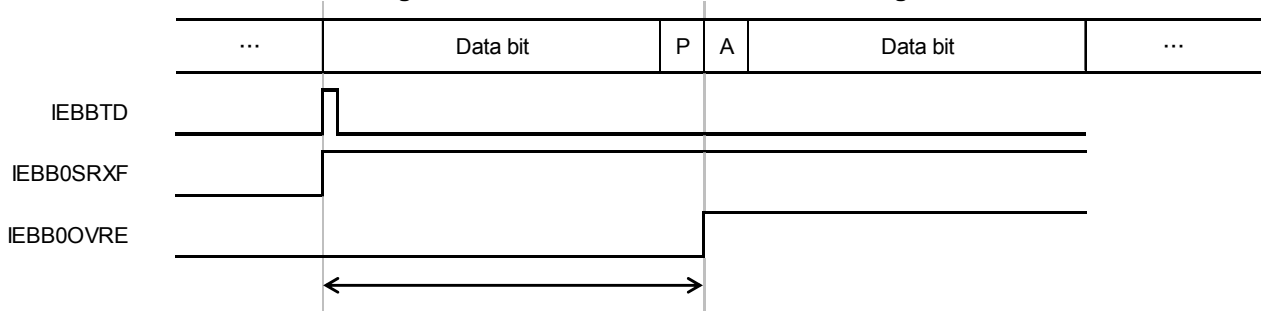 … Data bit P A Data bit …
IEBBTD
IEBB0SRXF
IEBB0OVRE